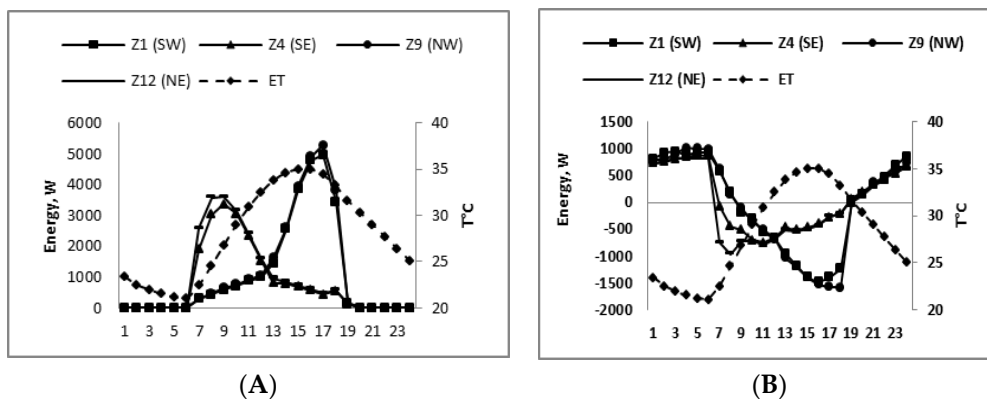 Z1 (SW) Z4 (SE) Z9 (NW)
Z12 (NE) ET
6000 40
5000
35
4000
3000 30
2000
25
1000
0 20
1 3 5 7 9 11 13 15 17 19 21 23
Energy, W
T°C
(A)
Z1 (SW) Z4 (SE) Z9 (NW)
Z12 (NE) ET
1500 40
1000
35
500
0 30
-500
-1000 25
-1500
-2000 20
1 3 5 7 9 11 13 15 17 19 21 23
Energy, W
T°C
(B)